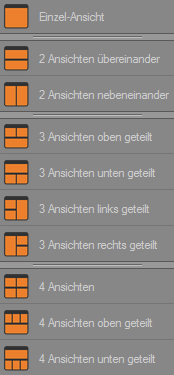 Einzel-Ansicht
2 Ansichten übereinander
2 Ansichten nebeneinander
3 Ansichten oben geteilt
3 Ansichten unten geteilt
3 Ansichten links geteilt
3 Ansichten rechts geteilt
4 Ansichten
4 Ansichten oben geteilt
4 Ansichten unten geteilt